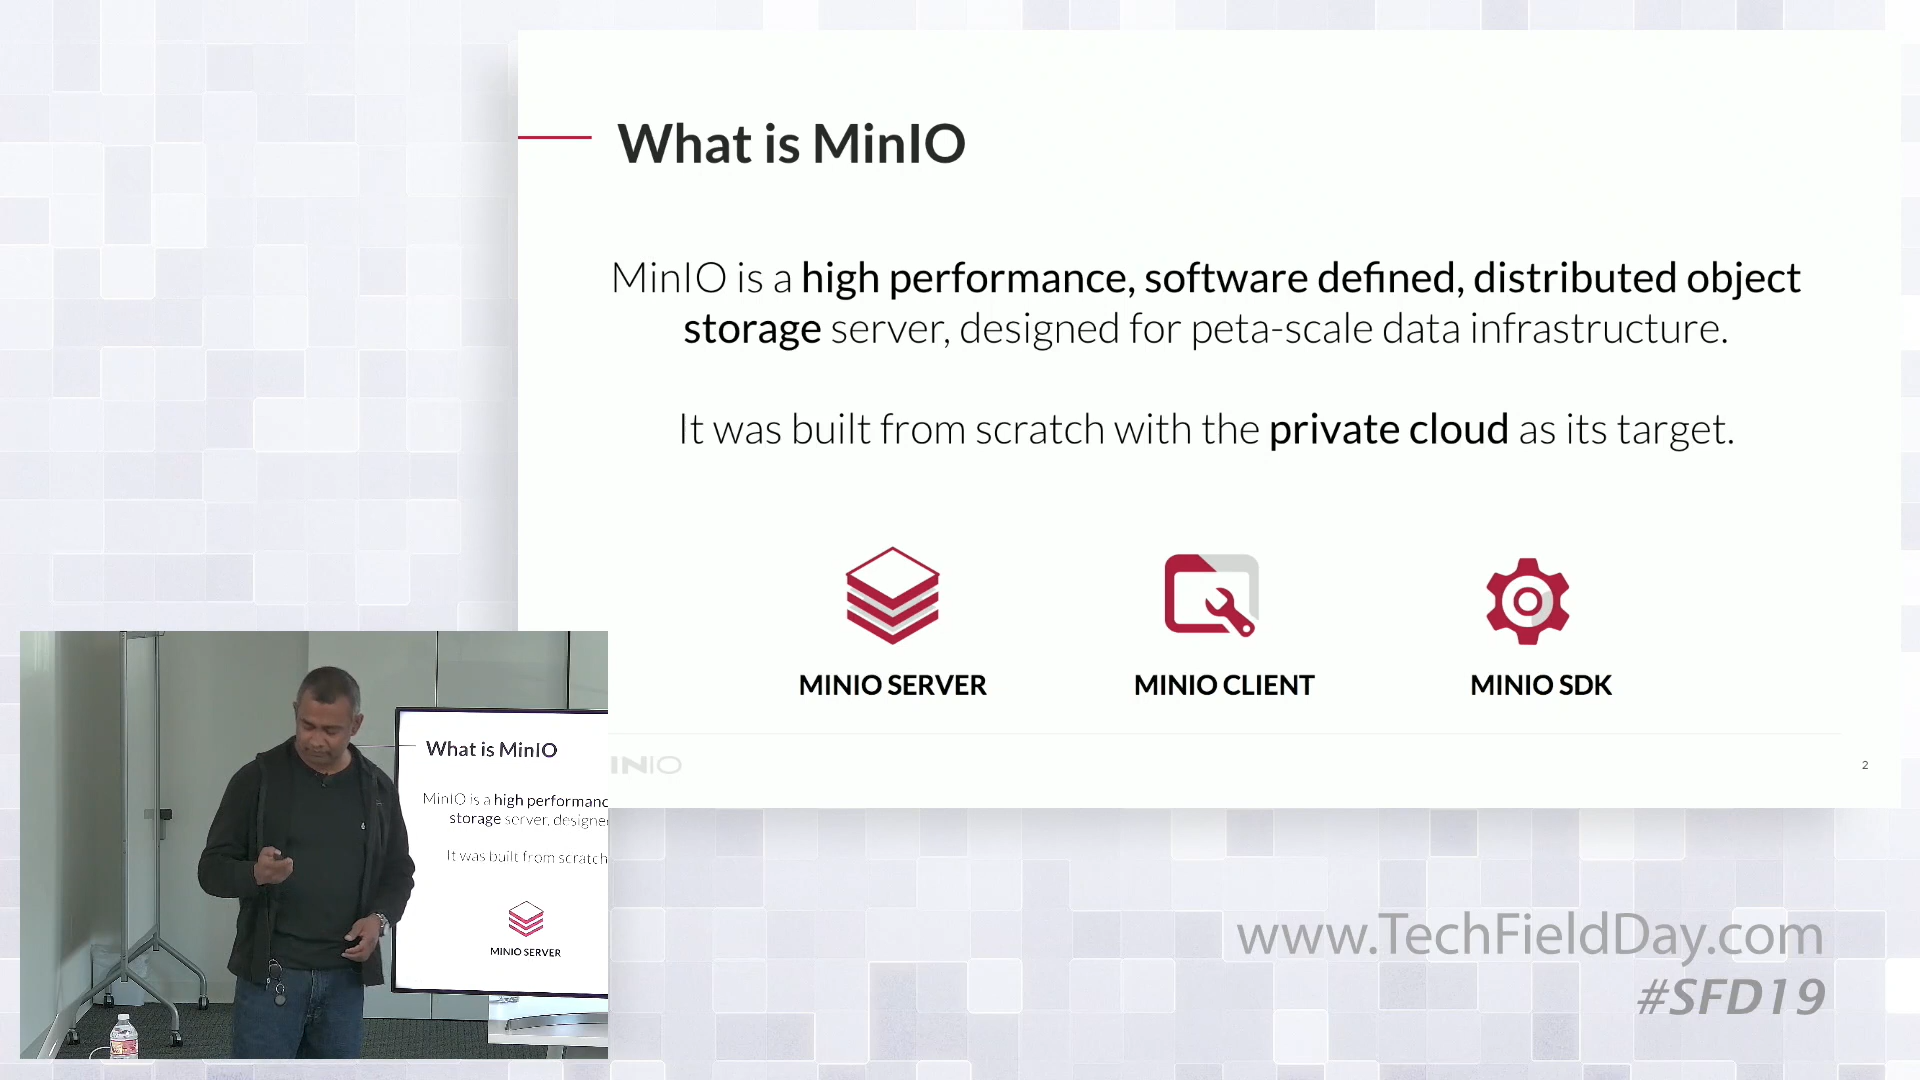 What is MinIO
MinIO is a high performance, software defined, distributed object
storage server, designed for peta-scale data infrastructure.
It was built from scratch with the private cloud as its target.
MINIO SERVER
MINIO CLIENT
MINIO SDK
INIO
2
What is MinIO
MinIO is a high performanc
storage server, designe
It was built from scratch
MINIO SERVER
www.TechFieldDay.com
#SFD19